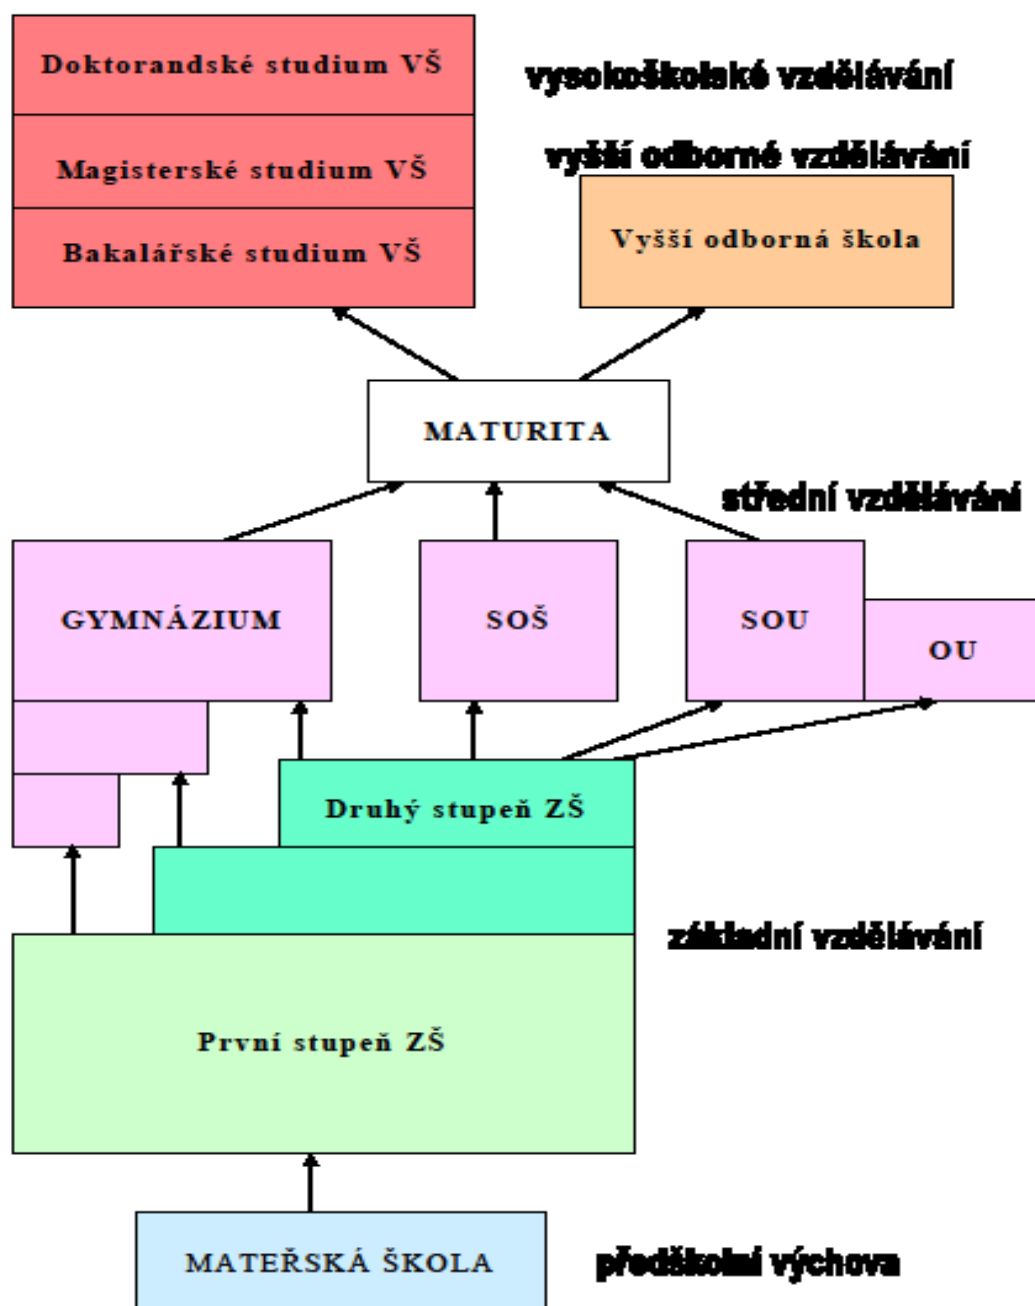 Doktorandské studium VŠ
vysokoškolské vzdělávání
vyšší odborné vzdělávání
Magisterské studium VŠ
Vyšší odborná škola
Bakalářské studium VŠ
MATURITA
střední vzdělávání
GYMNÁZIUM
SOŠ
SOU
OU
Druhý stupeň ZŠ
základní vzdělávání
První stupeň ZŠ
MATEŘSKÁ ŠKOLA
předškolní výchova